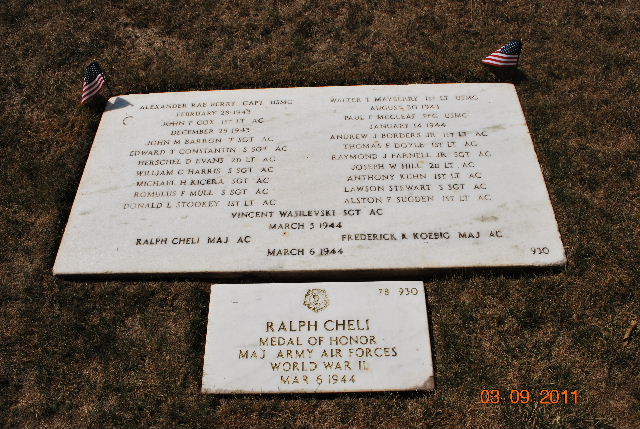 ALEXANDER RAE BERRY CAPT USMC
FEBRUARY 28 1943
JOHN F COX 1ST LT AC
DECEMBER 29 1943
JOHN M BARRON T SGT AC
EDWARD T CONSTANTIN S SGT AC
HERSCHEL D EVANS 2D LT AC
WILLIAM C HARRIS S SGT AC
MICHAEL H KICERA SGT AC
ROMULUS F MULL S SGT AC
DONALD E STOOKEY 1ST LT AC
WALTER T MAYBERRY 1ST LT USMC
AUGUST 30 1943
PAUL F MCCLEAF PFC USMC
JANUARY 14 1944
ANDREW J BORDERS JR 1ST LT AC
THOMAS E DOYLE 1ST LT AC
RAYMOND J FARNELL JR SGT AC
JOSEPH W HILL 2D LT AC
ANTHONY KUHN 1ST LT AC
LAWSON STEWART S SGT AC
ALSTON F SUGDEN 1ST LT AC
VINCENT WASILEVSKI SGT AC
MARCH 5 1944
RALPH CHELI MAJ AC
FREDERICK K KOEBIG MAJ AC
MARCH 6 1944
930
78 930
RALPH CHELI
MEDAL OF HONOR
MAJ ARMY AIR FORCES
WORLD WAR II
MAR 6 1944
03.09.2011